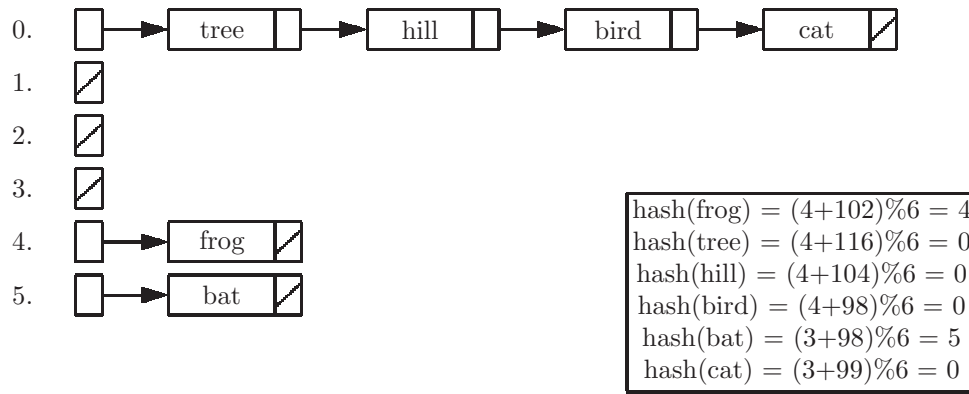 0. tree hill bird cat
1.
2.
3.
4. frog
5. bat
hash(frog) = (4+102)%6 = 4
hash(tree) = (4+116)%6 = 0
hash(hill) = (4+104)%6 = 0
hash(bird) = (4+98)%6 = 0
hash(bat) = (3+98)%6 = 5
hash(cat) = (3+99)%6 = 0